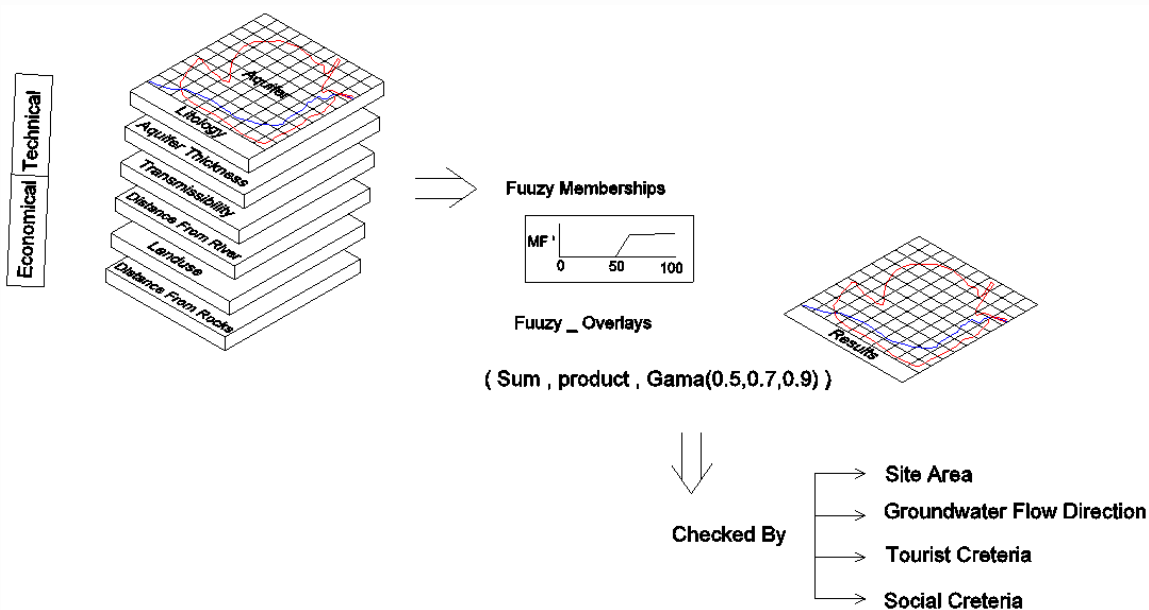 Technical
Economical
Aquifer
Litology
Aquifer Thickness
Transmissibility
Distance From River
Landuse
Distance From Rocks
Fuuzy Memberships
MF '
0 50 100
Fuuzy _ Overlays
( Sum , product , Gama(0.5,0.7,0.9) )
Results
Checked By
Site Area
Groundwater Flow Direction
Tourist Creteria
Social Creteria